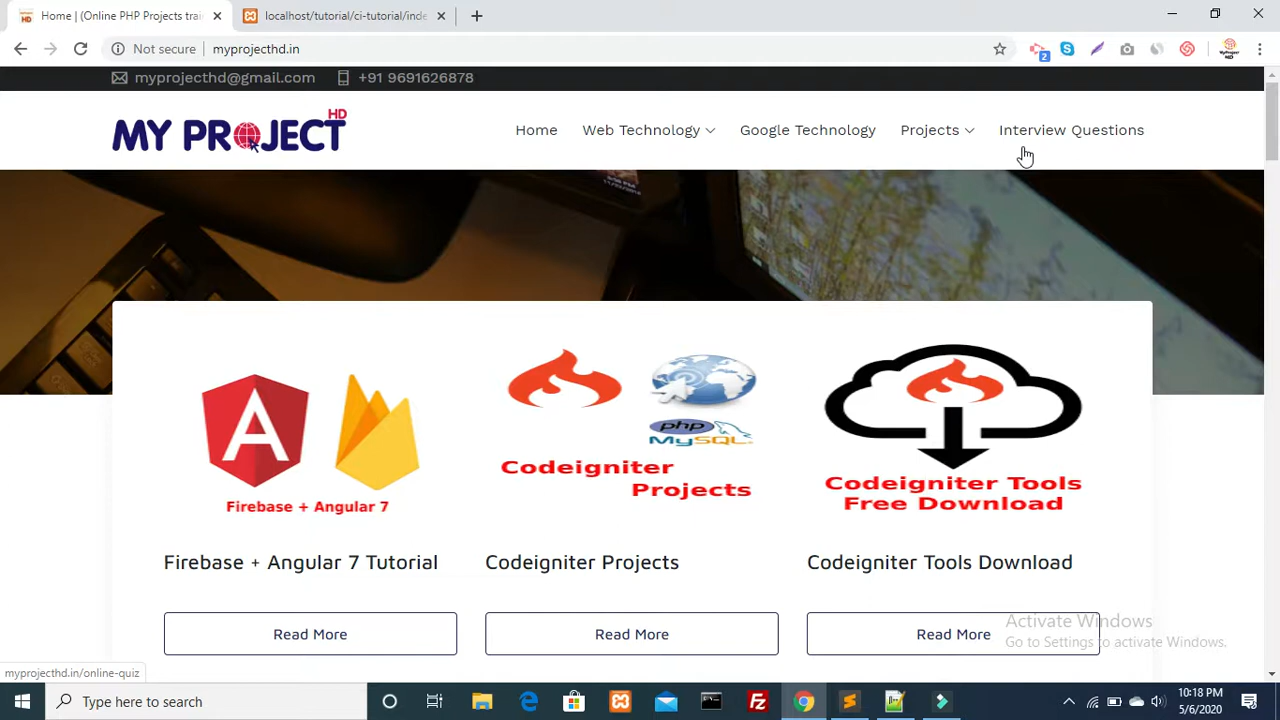 Home | (Online PHP Projects trai
localhost/tutorial/ci-tutorial/inde
Not secure
myprojecthd.in
2
myprojecthd@gmail.com
+91 9691626878
MY PROJECT HD
Home
Web Technology
Google Technology
Projects
Interview Questions
Firebase + Angular 7
php
MySQL
Codeigniter
Projects
Codeigniter Tools
Free Download
Firebase + Angular 7 Tutorial
Codeigniter Projects
Codeigniter Tools Download
Read More
Read More
Read More
Activate Windows
Go to Settings to activate Windows.
myprojecthd.in/online-quiz
Type here to search
10:18 PM
5/6/2020